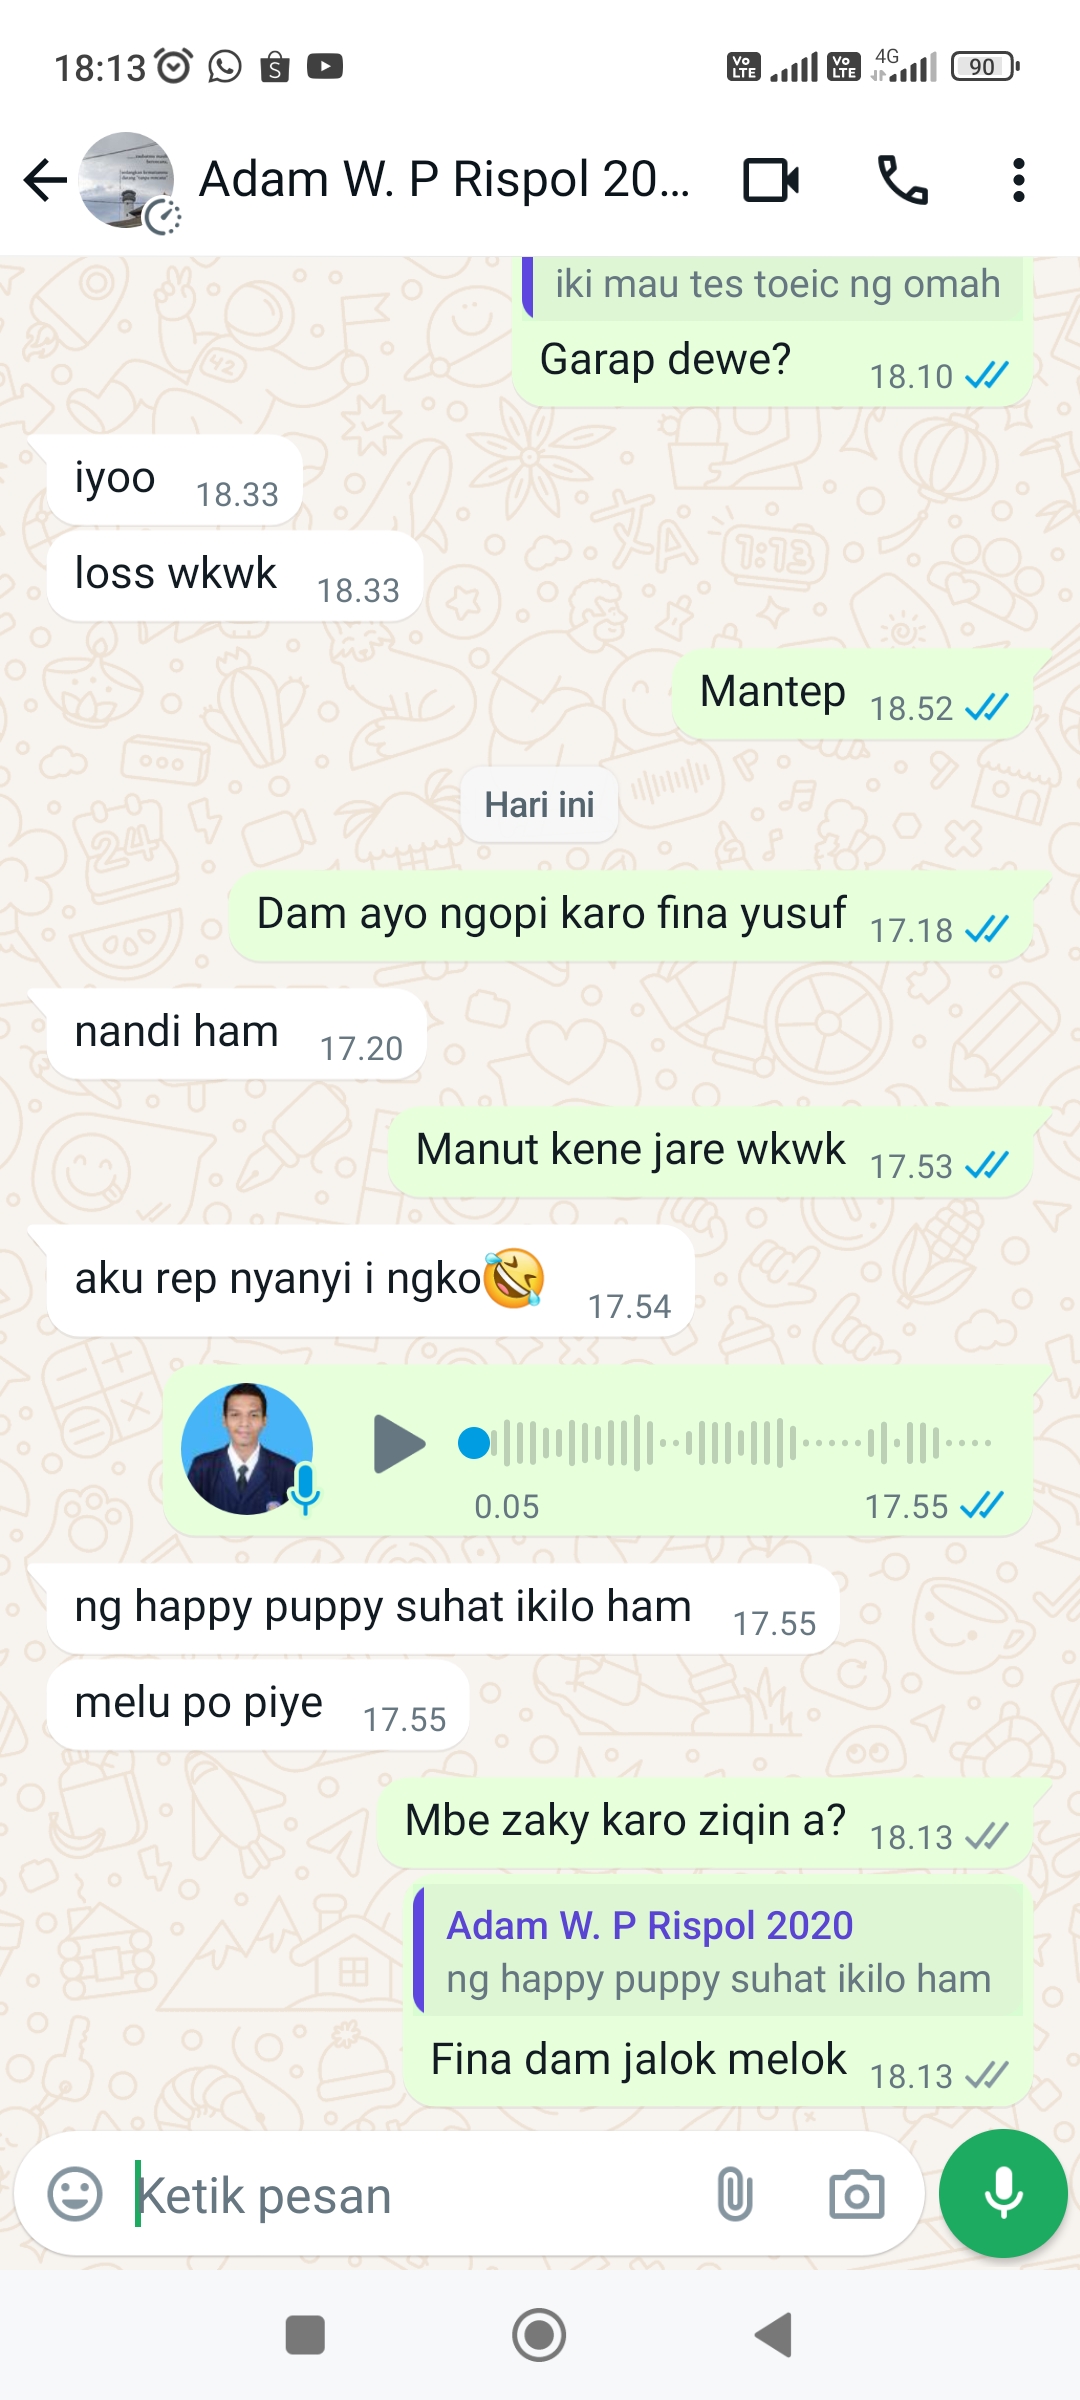 18:13
Vo LTE Vo LTE 4G 90
Adam W. P Rispol 20...
iki mau tes toeic ng omah
Garap dewe? 18.10
iyoo 18.33
loss wkwk 18.33
Mantep 18.52
Hari ini
Dam ayo ngopi karo fina yusuf 17.18
nandi ham 17.20
Manut kene jare wkwk 17.53
aku rep nyanyi i ngko🤣 17.54
0.05 17.55
ng happy puppy suhat ikilo ham 17.55
melu po piye 17.55
Mbe zaky karo ziqin a? 18.13
Adam W. P Rispol 2020
ng happy puppy suhat ikilo ham
Fina dam jalok melok 18.13
Ketik pesan